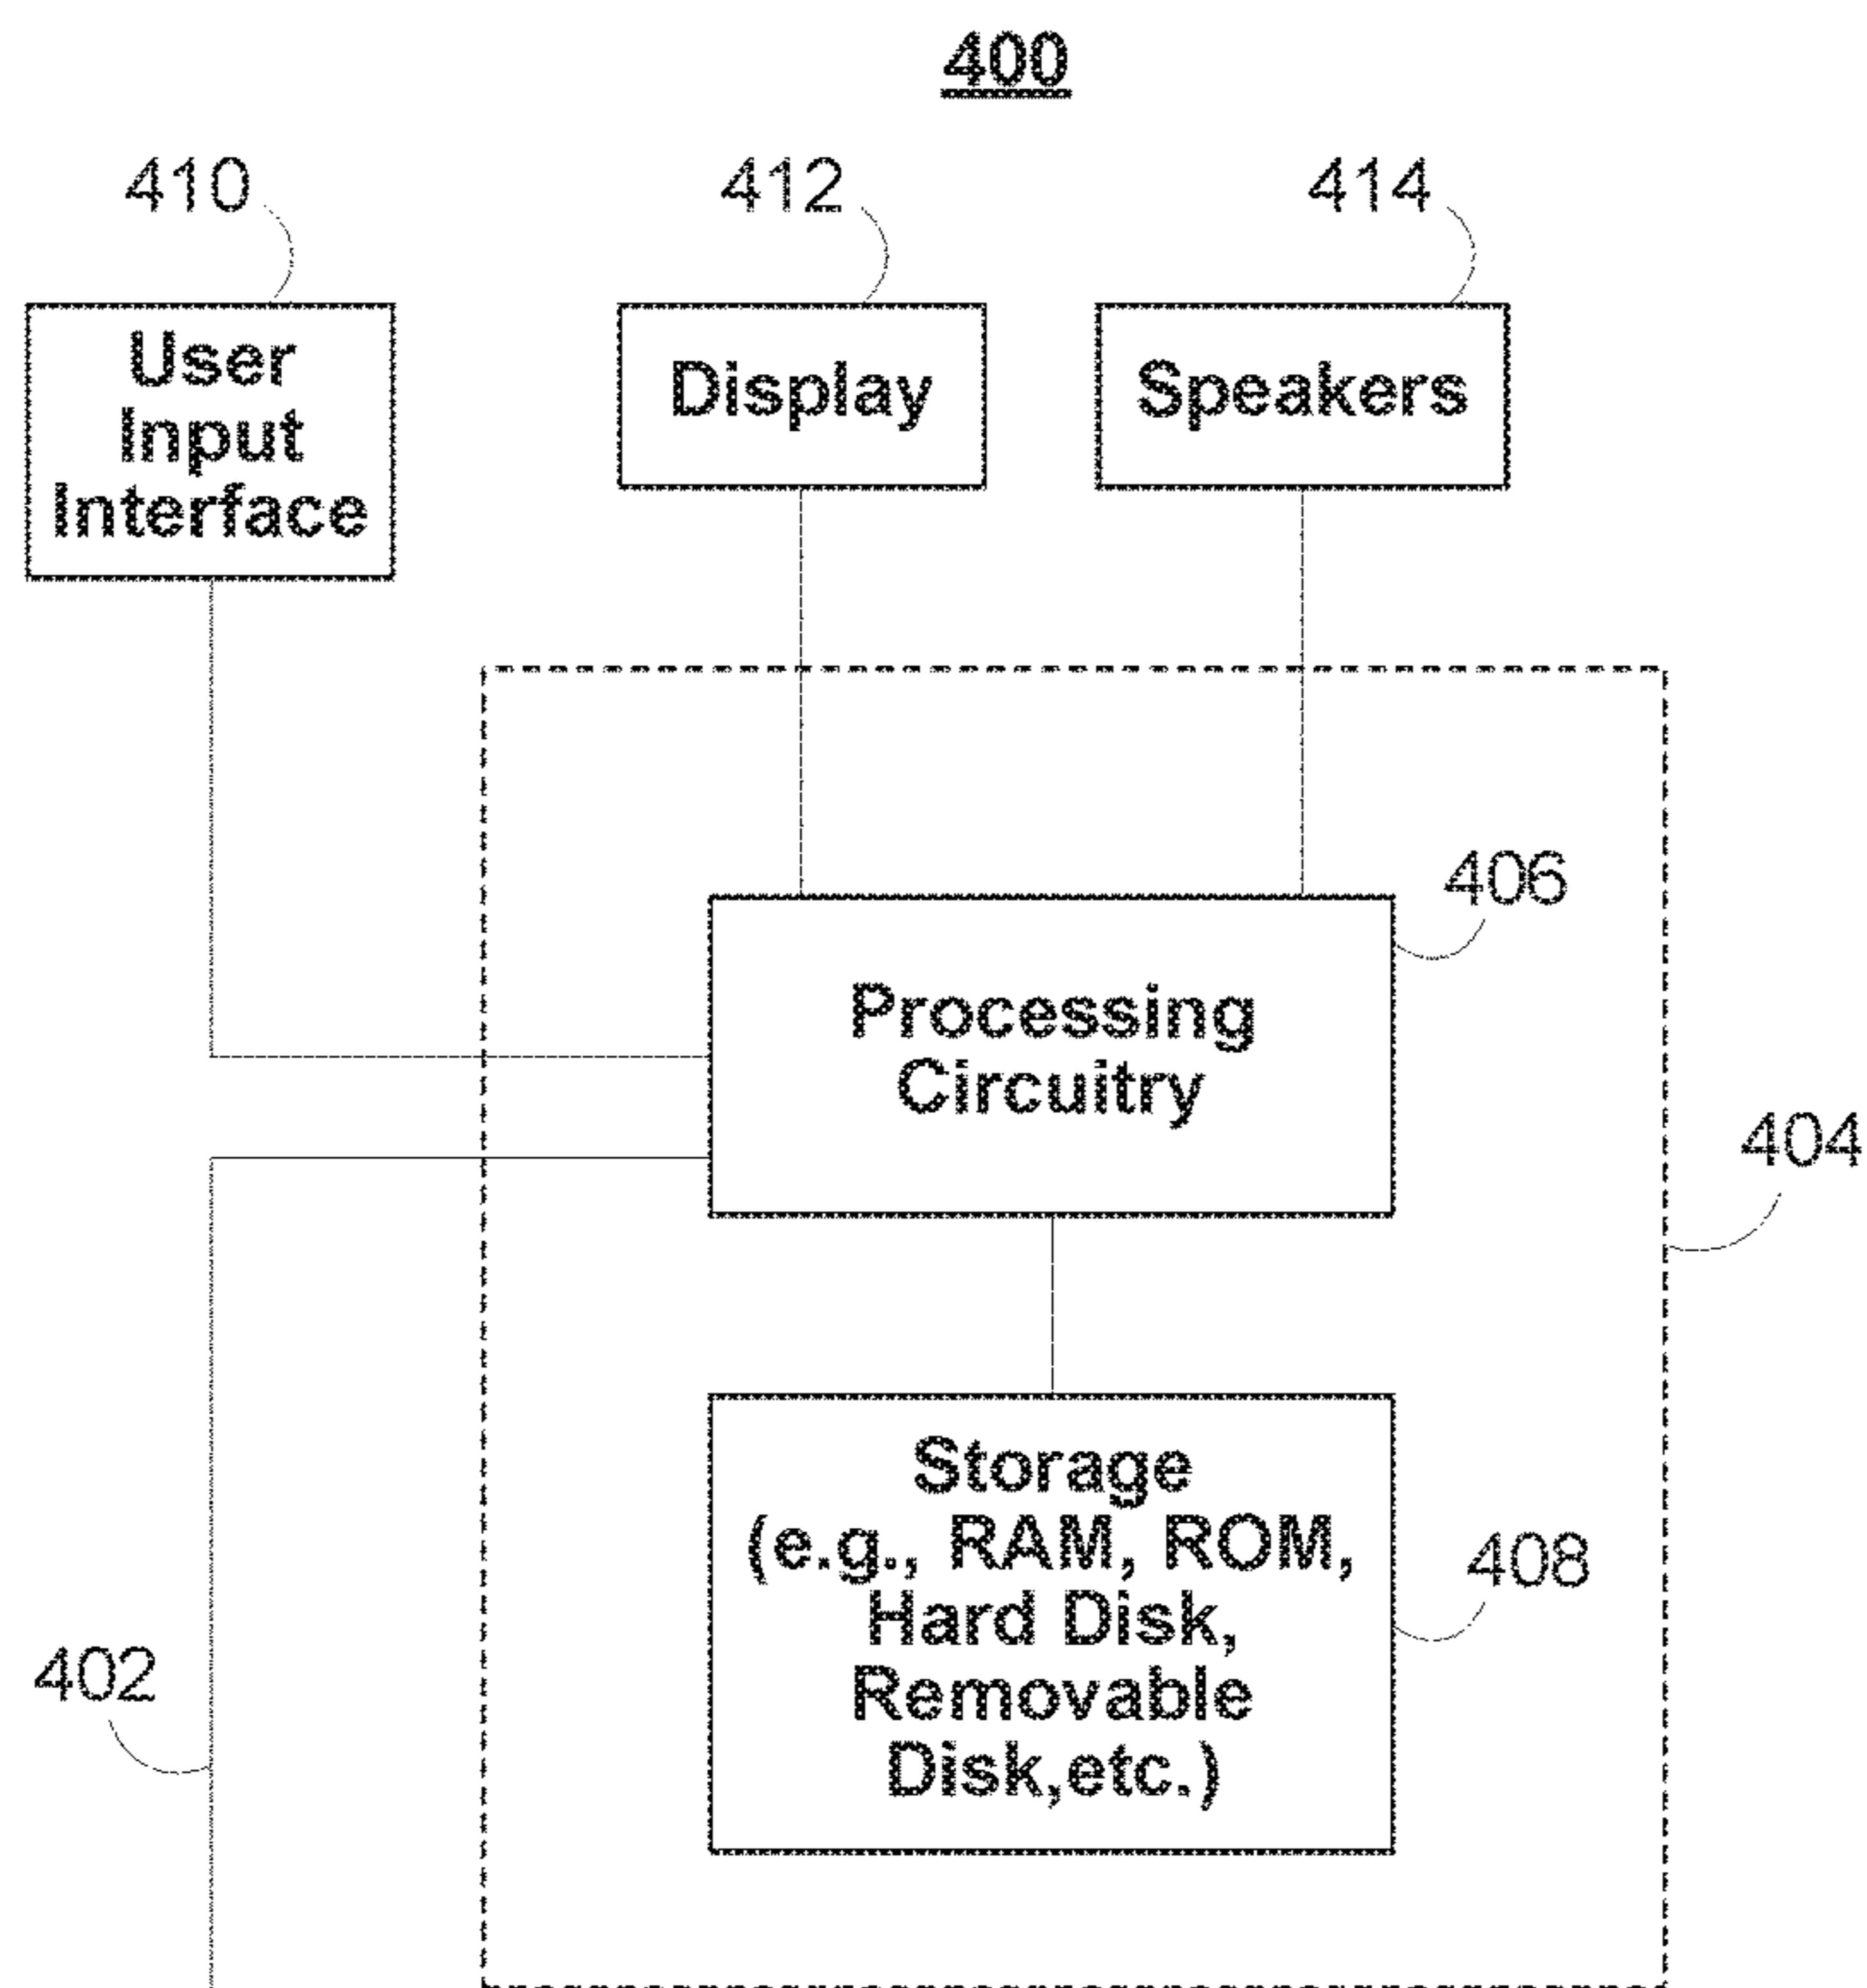 400
410
412
414
User
Input
Interface
Display
Speakers
406
Processing
Circuitry
404
Storage
(e.g., RAM, ROM,
Hard Disk,
Removable
Disk,etc.)
408
402